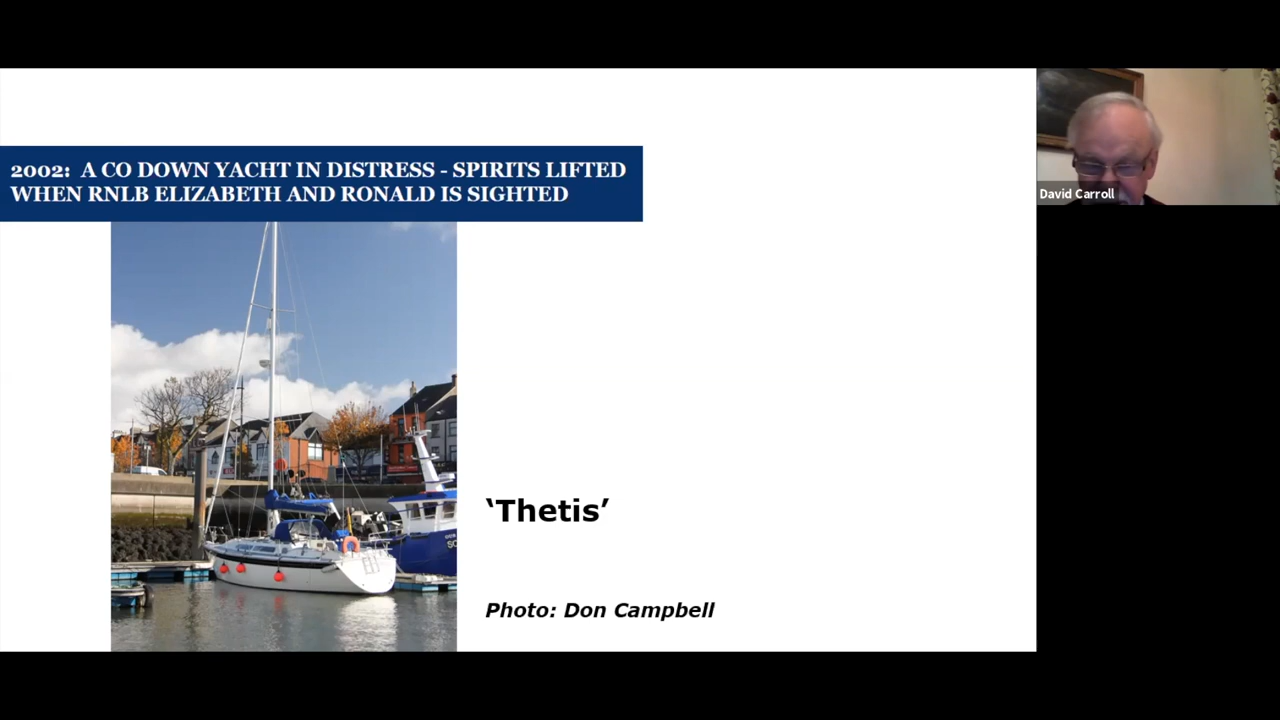 2002: A CO DOWN YACHT IN DISTRESS - SPIRITS LIFTED
WHEN RNLB ELIZABETH AND RONALD IS SIGHTED
‘Thetis’
Photo: Don Campbell
David Carroll